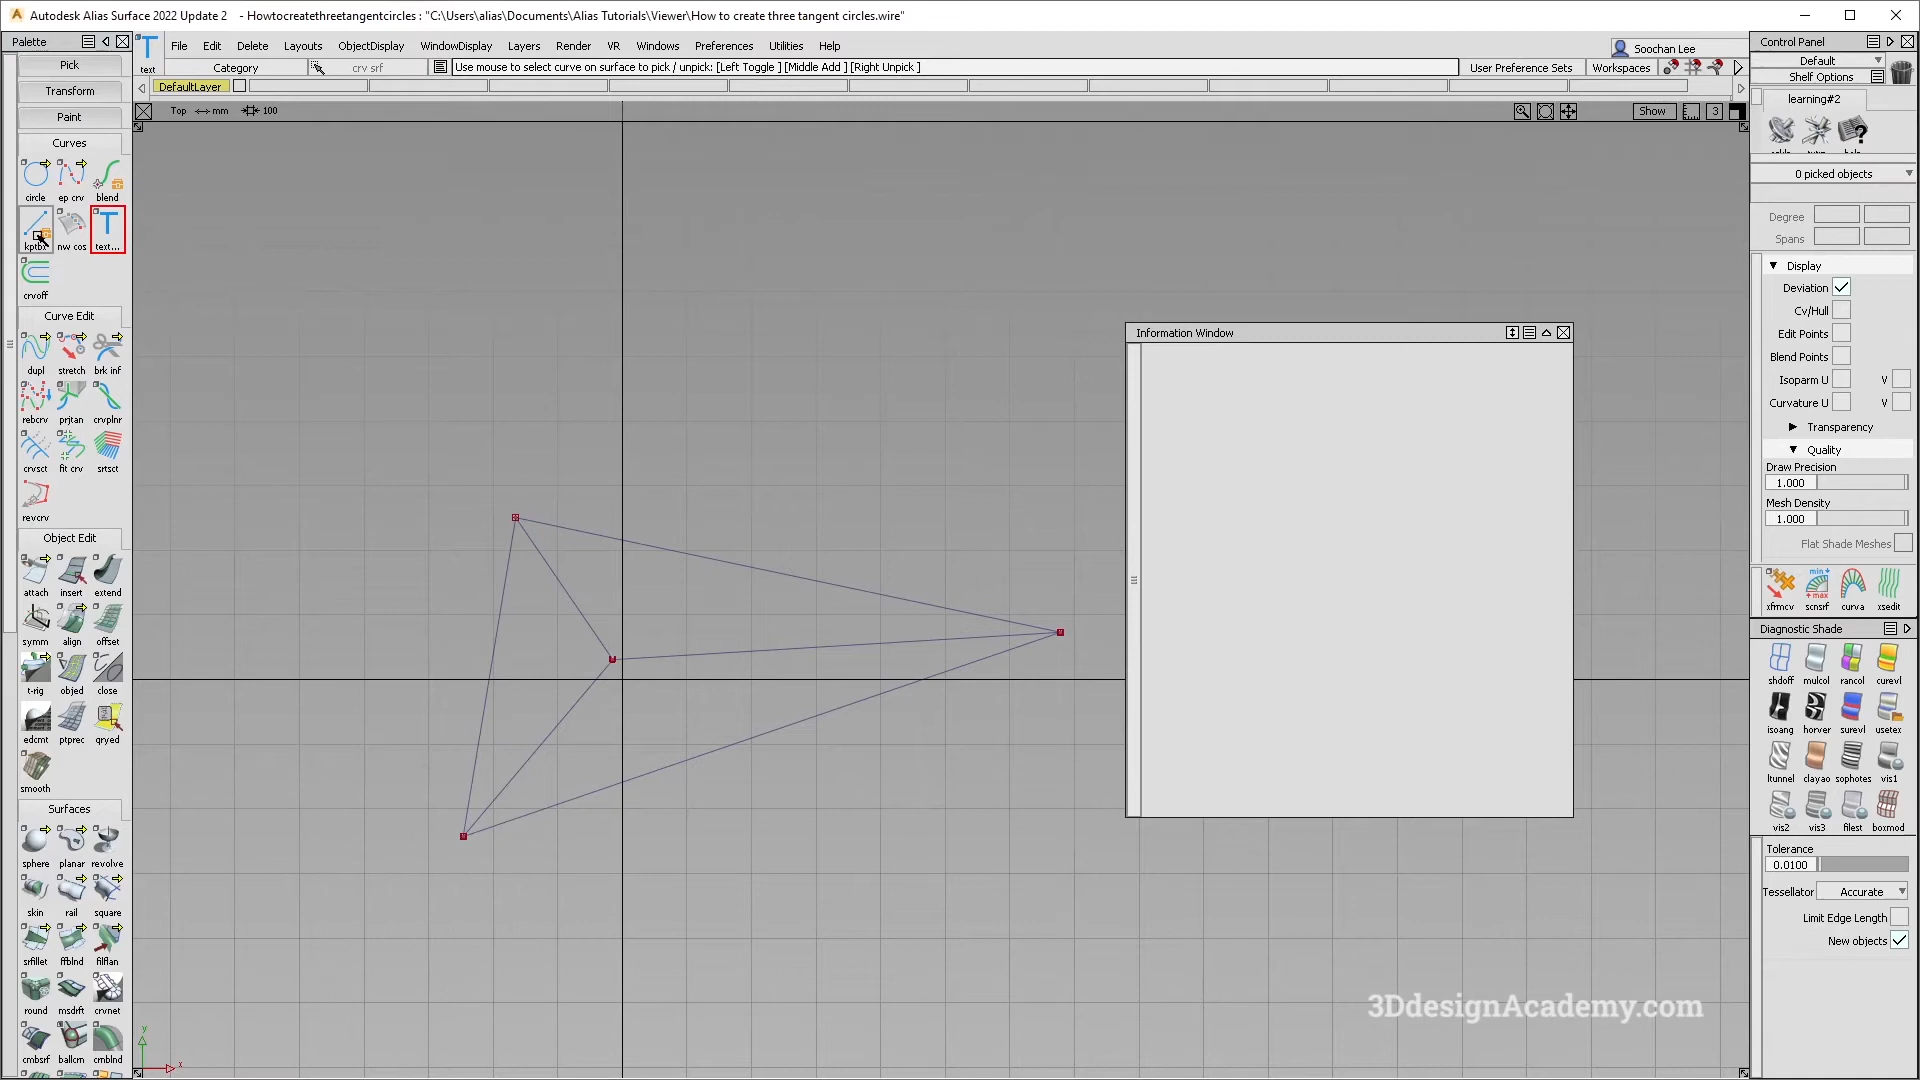 Autodesk Alias Surface 2022 Update 2 - Howtocreatethreetangentcircles : "C:\Users\alias\Documents\Alias Tutorials\Viewer\How to create three tangent circles.wire"
Palette
Pick
Transform
Paint
Curves
circle ep crv blend
kptbx nw cos text...
crvoff
Curve Edit
dupl stretch brk inf
rebcrv prjtan crvplnr
crvsct fit crv srtsct
revcrv
Object Edit
attach insert extend
symm align offset
t-rig objed close
edcmt ptprec qryed
smooth
Surfaces
sphere planar revolve
skin rail square
srfillet ffblnd filflan
round msdrft crvnet
cmbsrf ballcrn crnblnd
text
File Edit Delete Layouts ObjectDisplay WindowDisplay Layers Render VR Windows Preferences Utilities Help
Soochan Lee
Category crv srf Use mouse to select curve on surface to pick / unpick: [Left Toggle ] [Middle Add ] [Right Unpick ] User Preference Sets Workspaces
DefaultLayer
Top mm 100
Show 3
Information Window
y
x
3DdesignAcademy.com
Control Panel
Default
Shelf Options
learning#2
0 picked objects
Degree
Spans
Display
Deviation
Cv/Hull
Edit Points
Blend Points
Isoparm U V
Curvature U V
Transparency
Quality
Draw Precision
1.000
Mesh Density
1.000
Flat Shade Meshes
min
max
xfrmcv scnsrf curva xsedit
Diagnostic Shade
shdoff mulcol rancol curevl
isoang horver surevl usetex
ltunnel clayao sophotes vis1
vis2 vis3 filest boxmod
Tolerance
0.0100
Tessellator Accurate
Limit Edge Length
New objects